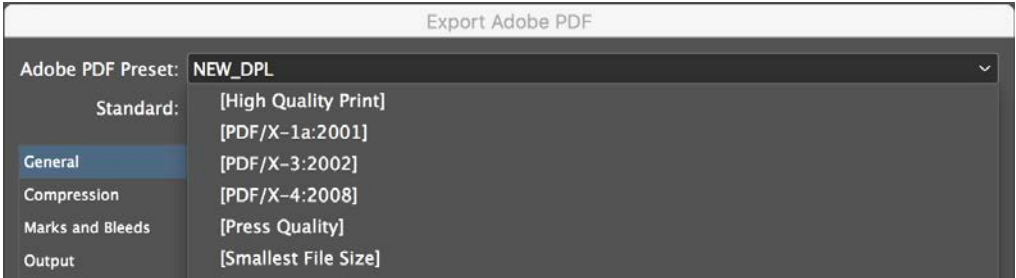 Export Adobe PDF
Adobe PDF Preset: NEW_DPL
Standard:
[High Quality Print]
[PDF/X-1a:2001]
[PDF/X-3:2002]
[PDF/X-4:2008]
[Press Quality]
[Smallest File Size]
General
Compression
Marks and Bleeds
Output